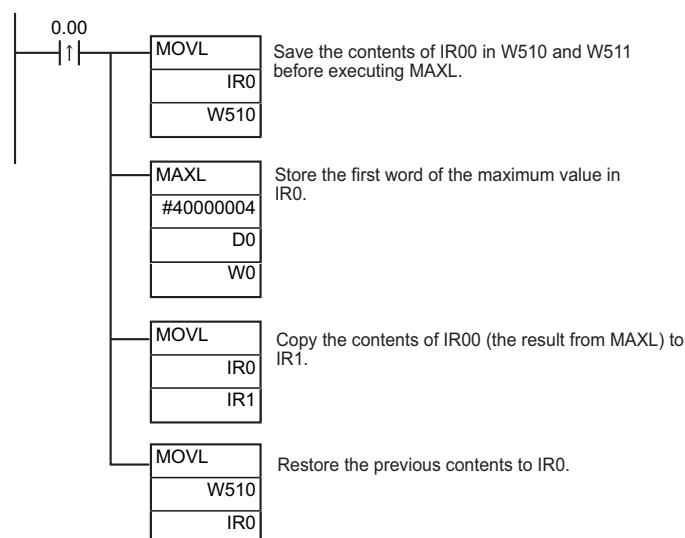 0.00
↑
MOVL
IR0
W510
Save the contents of IR00 in W510 and W511
before executing MAXL.
MAXL
#40000004
D0
W0
Store the first word of the maximum value in
IR0.
MOVL
IR0
IR1
Copy the contents of IR00 (the result from MAXL) to
IR1.
MOVL
W510
IR0
Restore the previous contents to IR0.